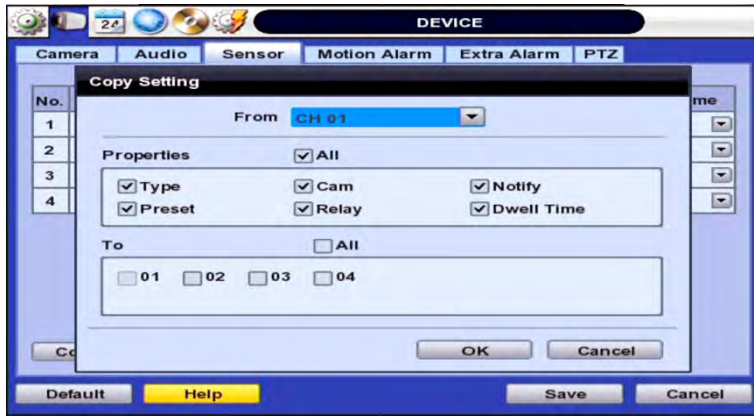 24
DEVICE
Camera Audio Sensor Motion Alarm Extra Alarm PTZ
Copy Setting
No. me
From CH 01
1
2
3
4
Properties All
Type Cam Notify
Preset Relay Dwell Time
To All
01 02 03 04
Co
OK Cancel
Default Help Save Cancel